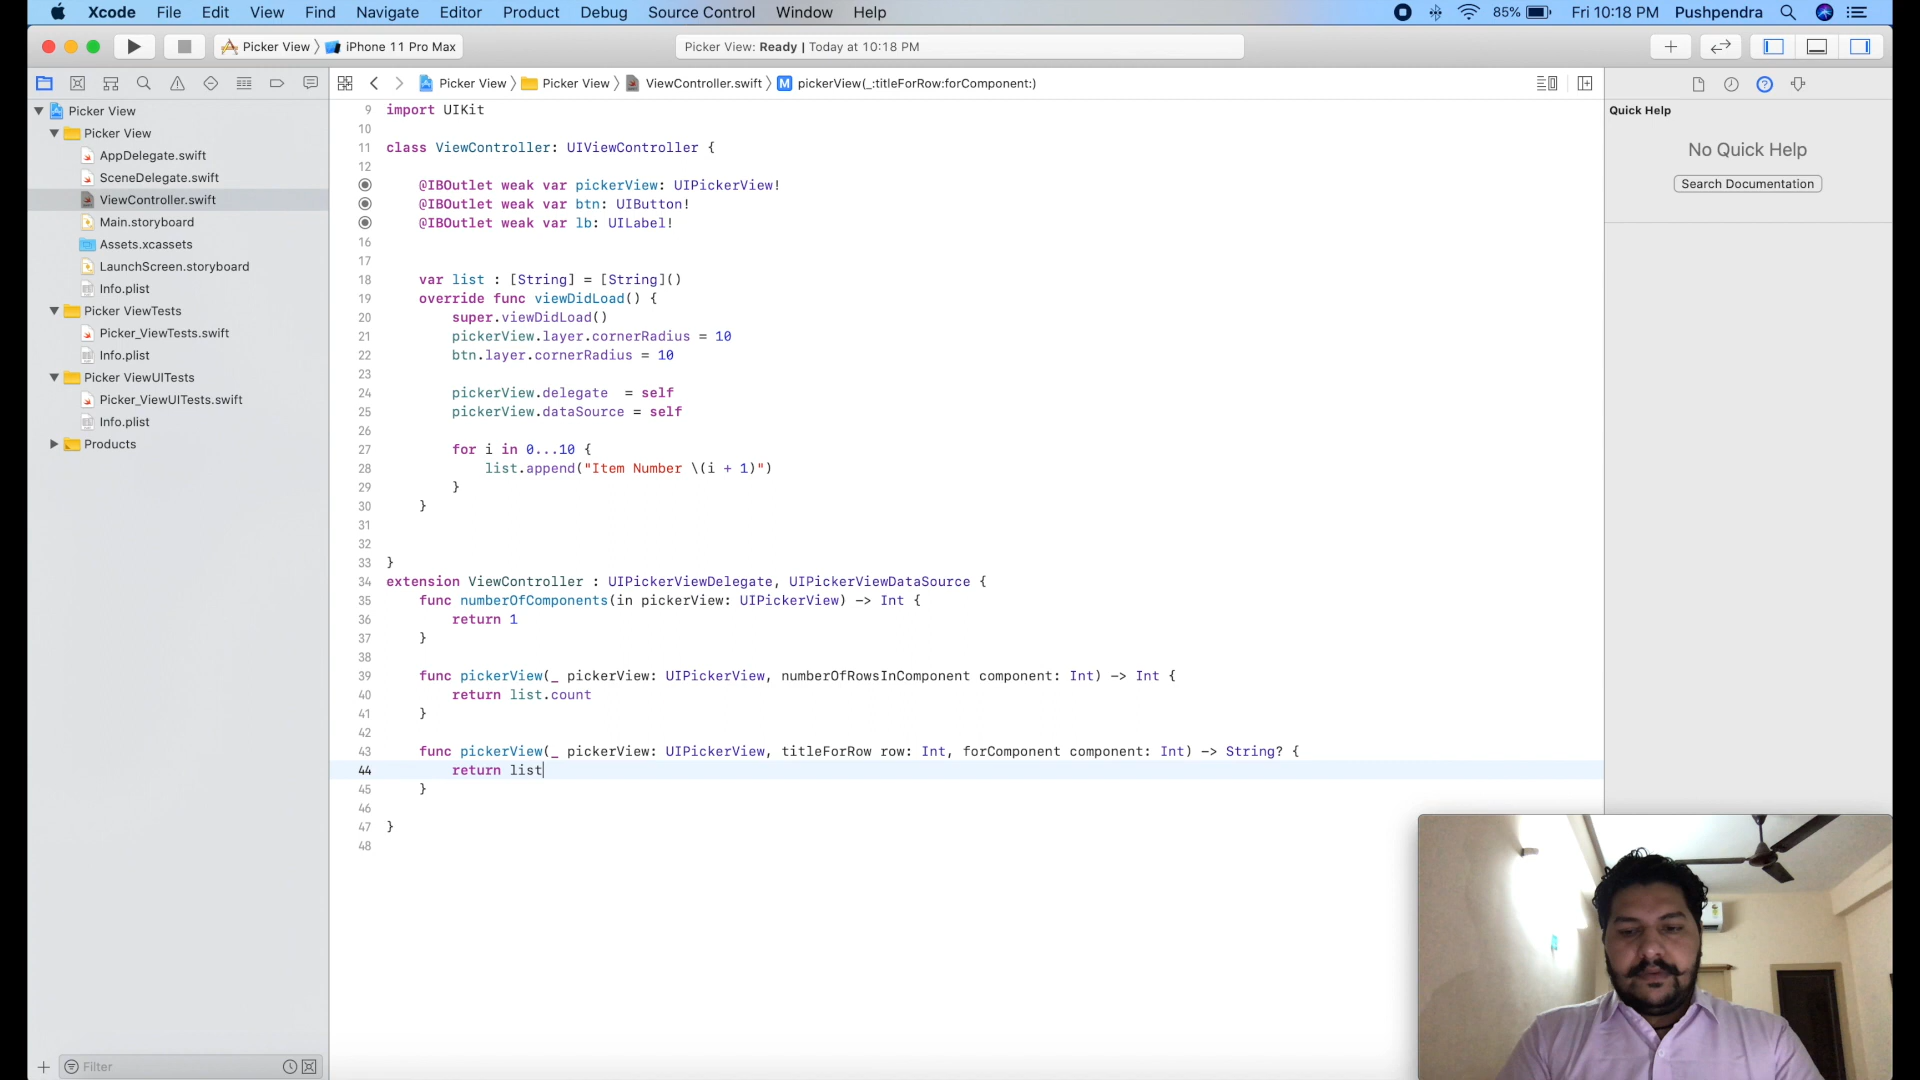 Xcode File Edit View Find Navigate Editor Product Debug Source Control Window Help 85% Fri 10:18 PM Pushpendra
Picker View iPhone 11 Pro Max Picker View: Ready | Today at 10:18 PM
Picker View Picker View ViewController.swift M pickerView(_:titleForRow:forComponent:)
Picker View
Picker View
AppDelegate.swift
SceneDelegate.swift
ViewController.swift
Main.storyboard
Assets.xcassets
LaunchScreen.storyboard
Info.plist
Picker ViewTests
Picker_ViewTests.swift
Info.plist
Picker ViewUITests
Picker_ViewUITests.swift
Info.plist
Products
Filter
9 import UIKit
10
11 class ViewController: UIViewController {
12
@IBOutlet weak var pickerView: UIPickerView!
@IBOutlet weak var btn: UIButton!
@IBOutlet weak var lb: UILabel!
16
17
18 var list : [String] = [String]()
19 override func viewDidLoad() {
20 super.viewDidLoad()
21 pickerView.layer.cornerRadius = 10
22 btn.layer.cornerRadius = 10
23
24 pickerView.delegate  = self
25 pickerView.dataSource = self
26
27 for i in 0...10 {
28 list.append("Item Number \(i + 1)")
29 }
30 }
31
32
33 }
34 extension ViewController : UIPickerViewDelegate, UIPickerViewDataSource {
35 func numberOfComponents(in pickerView: UIPickerView) -> Int {
36 return 1
37 }
38
39 func pickerView(_ pickerView: UIPickerView, numberOfRowsInComponent component: Int) -> Int {
40 return list.count
41 }
42
43 func pickerView(_ pickerView: UIPickerView, titleForRow row: Int, forComponent component: Int) -> String? {
44 return list
45 }
46
47 }
48
Quick Help
No Quick Help
Search Documentation